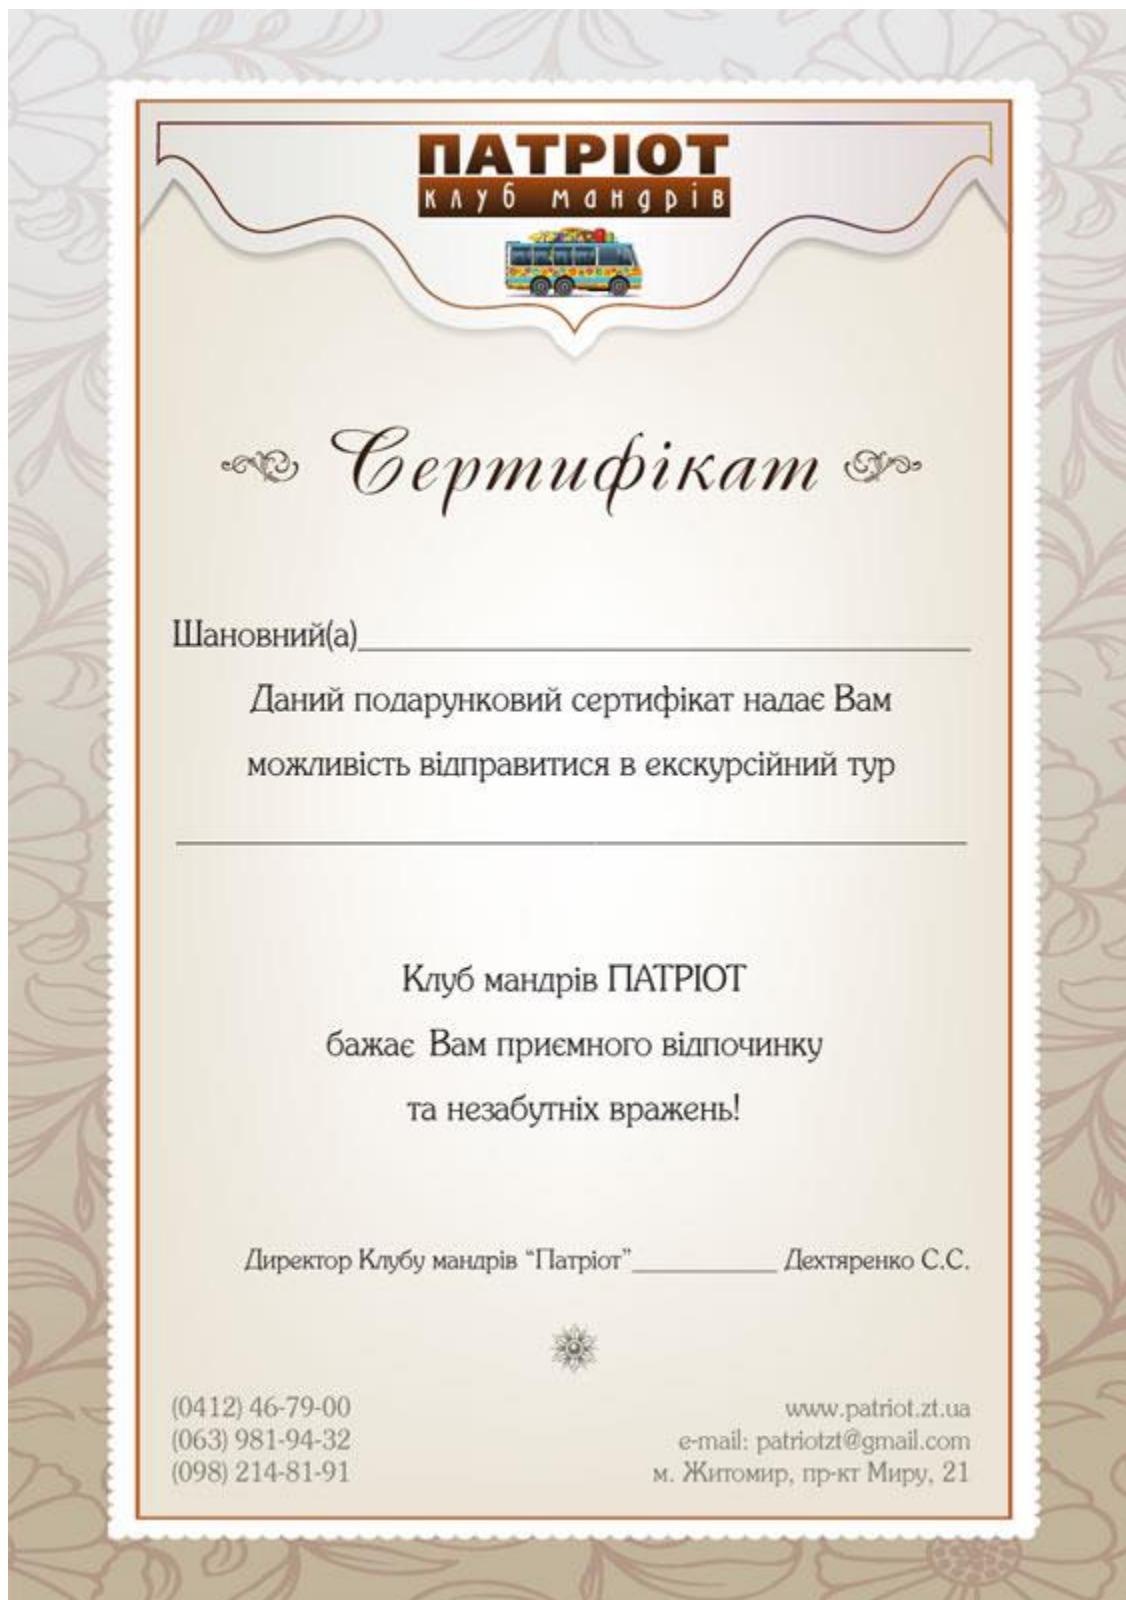 ПАТРІОТ
клуб мандрів
Сертифікат
Шановний(а)
Даний подарунковий сертифікат надає Вам
можливість відправитися в екскурсійний тур
Клуб мандрів ПАТРІОТ
бажає Вам приємного відпочинку
та незабутніх вражень!
Директор Клубу мандрів “Патріот”____________ Дехтяренко С.С.
(0412) 46-79-00
(063) 981-94-32
(098) 214-81-91
www.patriot.zt.ua
e-mail: patriotzt@gmail.com
м. Житомир, пр-кт Миру, 21